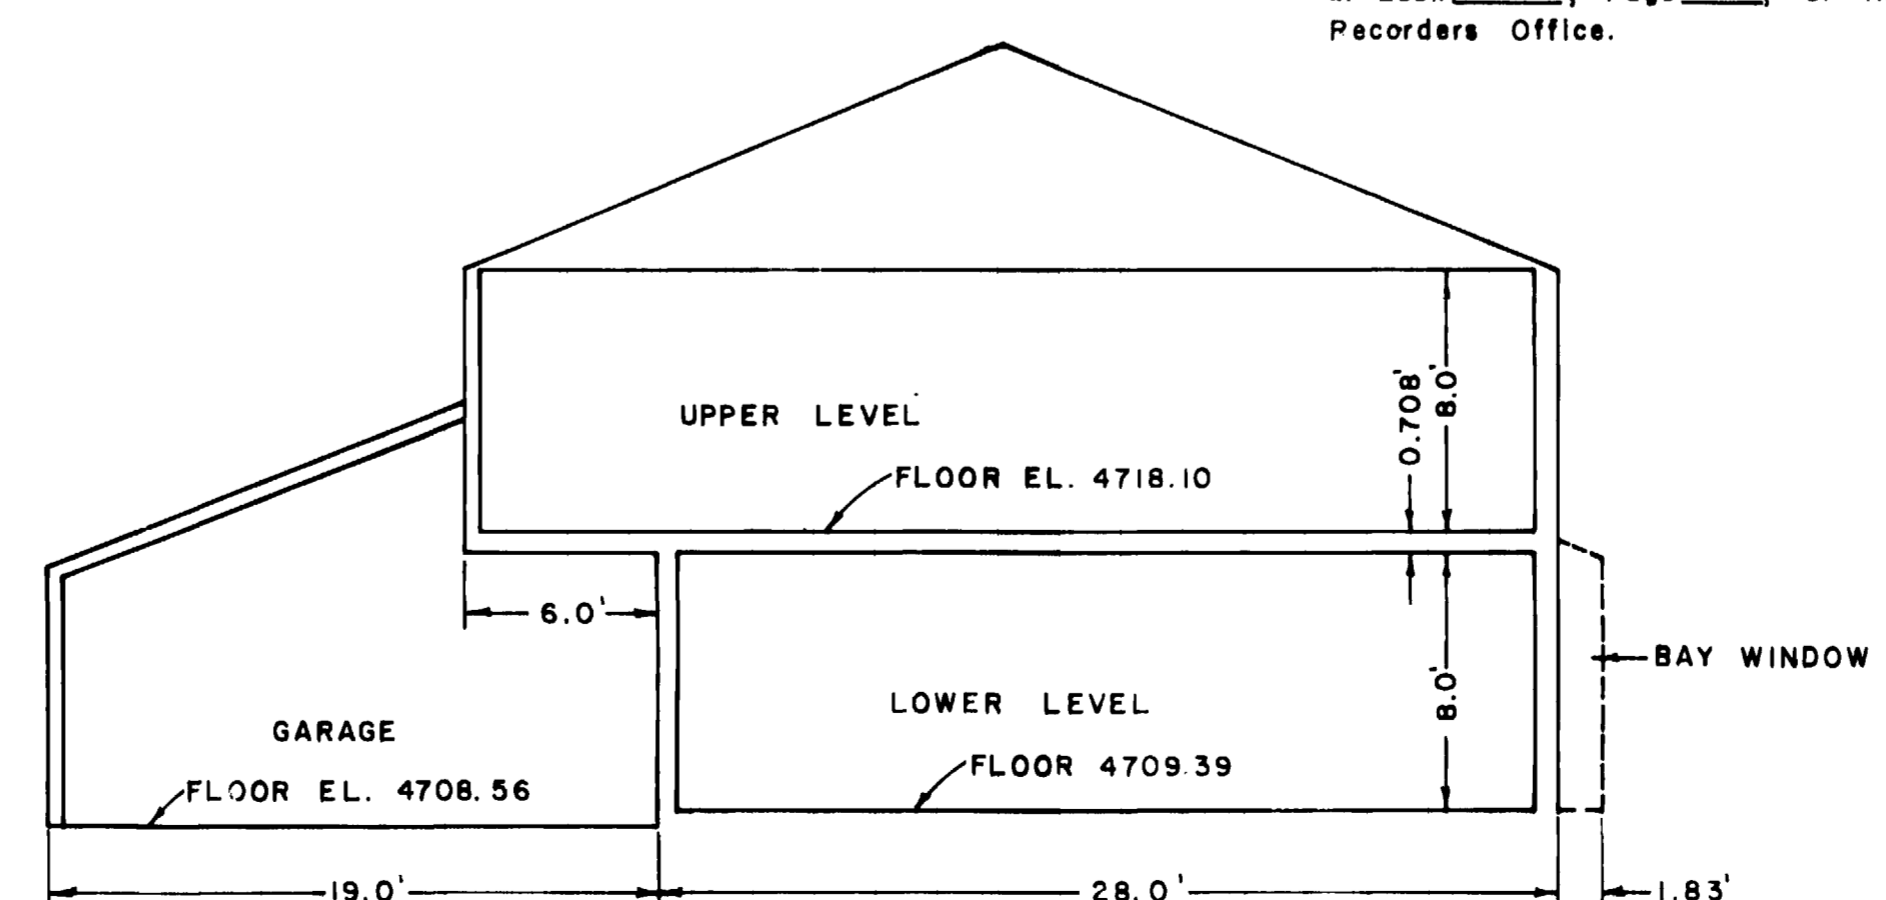 Recorders Office.
UPPER LEVEL
0.708'
8.0'
FLOOR EL. 4718.10
6.0'
BAY WINDOW
LOWER LEVEL
8.0'
GARAGE
FLOOR 4709.39
FLOOR EL. 4708.56
19.0'
28.0'
1.83'